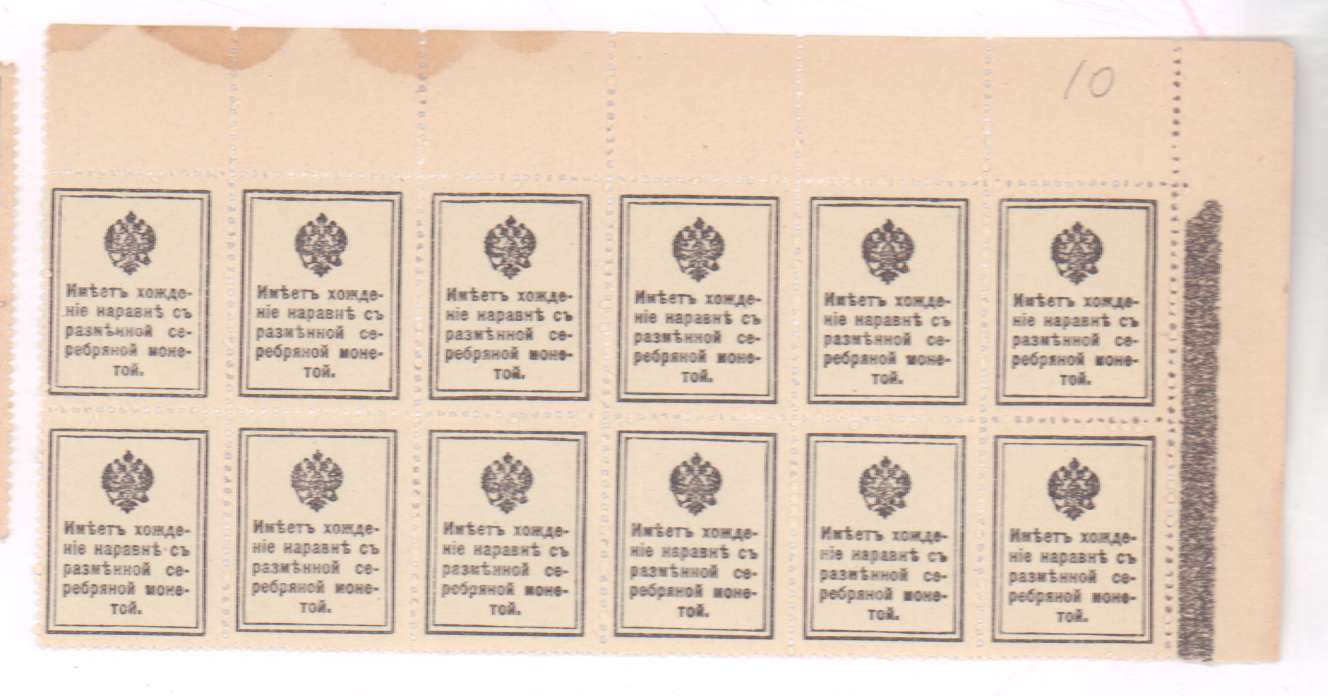 10
Имѣетъ хожде-
ніе наравнѣ съ
размѣнной се-
ребряной моне-
той.
Имѣетъ хожде-
ніе наравнѣ съ
размѣнной се-
ребряной моне-
той.
Имѣетъ хожде-
ніе наравнѣ съ
размѣнной се-
ребряной моне-
той.
Имѣетъ хожде-
ніе наравнѣ съ
размѣнной се-
ребряной моне-
той.
Имѣетъ хожде-
ніе наравнѣ съ
размѣнной се-
ребряной моне-
той.
Имѣетъ хожде-
ніе наравнѣ съ
размѣнной се-
ребряной моне-
той.
Имѣетъ хожде-
ніе наравнѣ съ
размѣнной се-
ребряной моне-
той.
Имѣетъ хожде-
ніе наравнѣ съ
размѣнной се-
ребряной моне-
той.
Имѣетъ хожде-
ніе наравнѣ съ
размѣнной се-
ребряной моне-
той.
Имѣетъ хожде-
ніе наравнѣ съ
размѣнной се-
ребряной моне-
той.
Имѣетъ хожде-
ніе наравнѣ съ
размѣнной се-
ребряной моне-
той.
Имѣетъ хожде-
ніе наравнѣ съ
размѣнной се-
ребряной моне-
той.